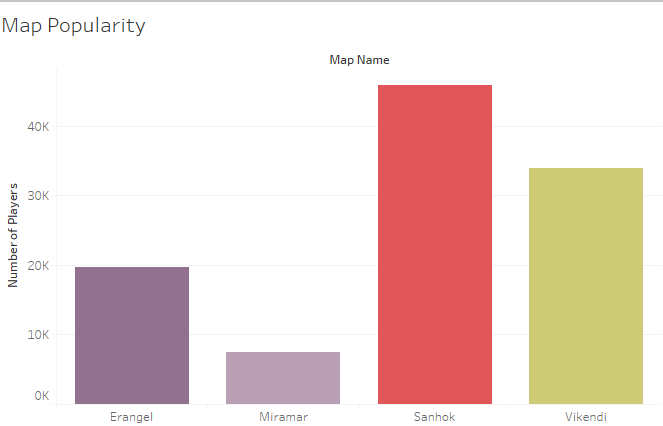 Map Popularity
Map Name
Number of Players
40K
30K
20K
10K
0K
Erangel
Miramar
Sanhok
Vikendi